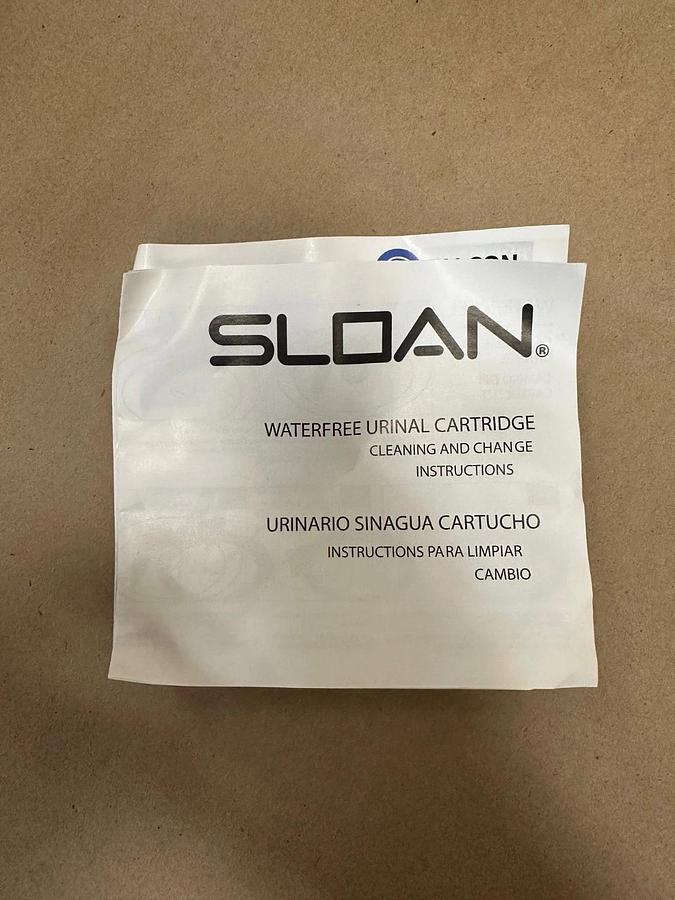 SLOAN®
WATERFREE URINAL CARTRIDGE
CLEANING AND CHANGE
INSTRUCTIONS
URINARIO SINAGUA CARTUCHO
INSTRUCTIONS PARA LIMPIAR
CAMBIO